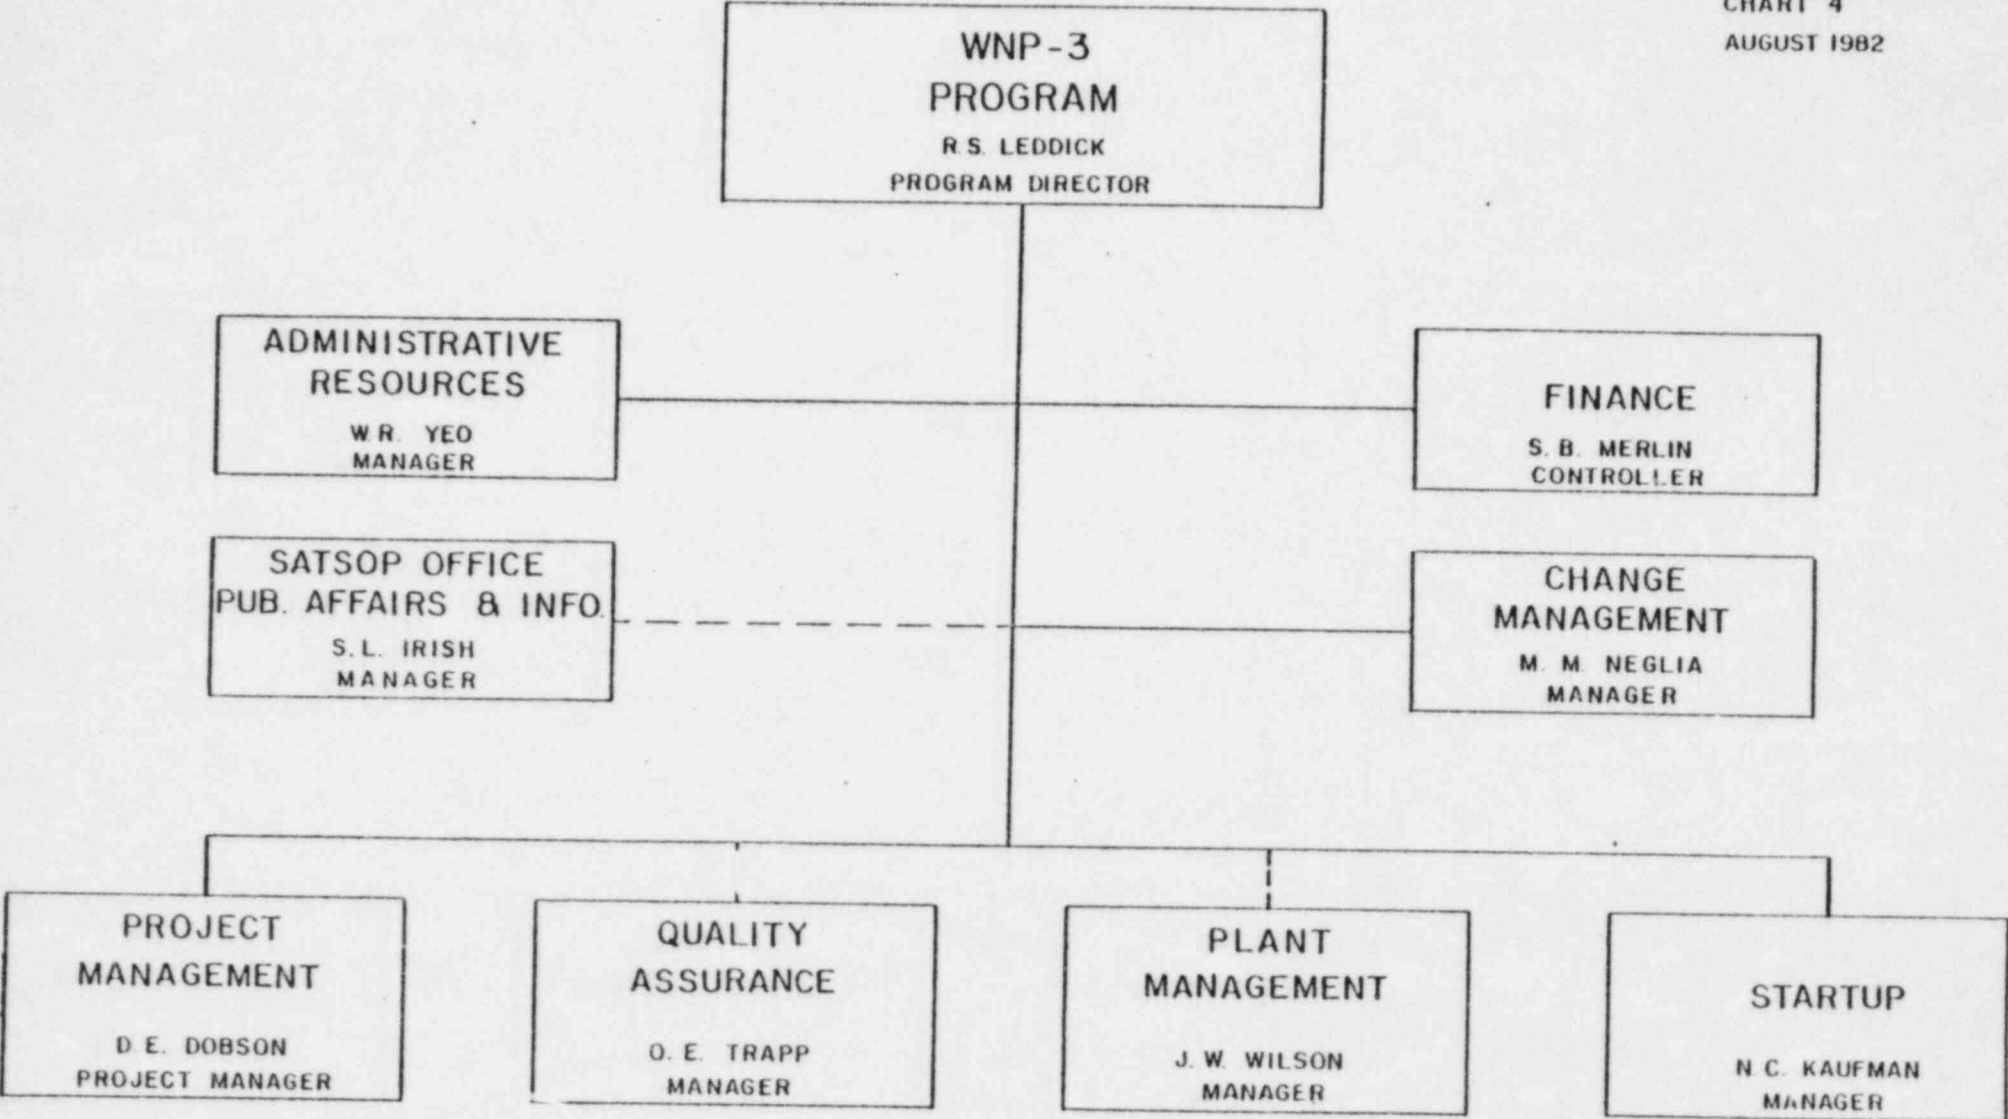 CHART 4
AUGUST 1982
WNP-3
PROGRAM
R.S. LEDDICK
PROGRAM DIRECTOR
ADMINISTRATIVE
RESOURCES
W.R. YEO
MANAGER
FINANCE
S.B. MERLIN
CONTROLLER
SATSOP OFFICE
PUB. AFFAIRS & INFO.
S.L. IRISH
MANAGER
CHANGE
MANAGEMENT
M. M. NEGLIA
MANAGER
PROJECT
MANAGEMENT
D.E. DOBSON
PROJECT MANAGER
QUALITY
ASSURANCE
O.E. TRAPP
MANAGER
PLANT
MANAGEMENT
J.W. WILSON
MANAGER
STARTUP
N.C. KAUFMAN
MANAGER